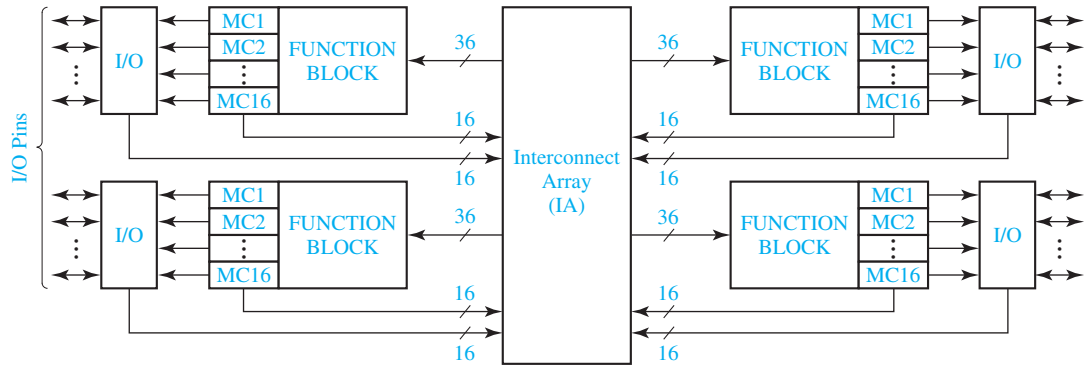 I/O Pins
I/O
MC1
MC2
⋮
MC16
FUNCTION
BLOCK
36
16
16
I/O
MC1
MC2
⋮
MC16
FUNCTION
BLOCK
36
16
16
Interconnect
Array
(IA)
36
FUNCTION
BLOCK
MC1
MC2
⋮
MC16
I/O
16
16
36
FUNCTION
BLOCK
MC1
MC2
⋮
MC16
I/O
16
16